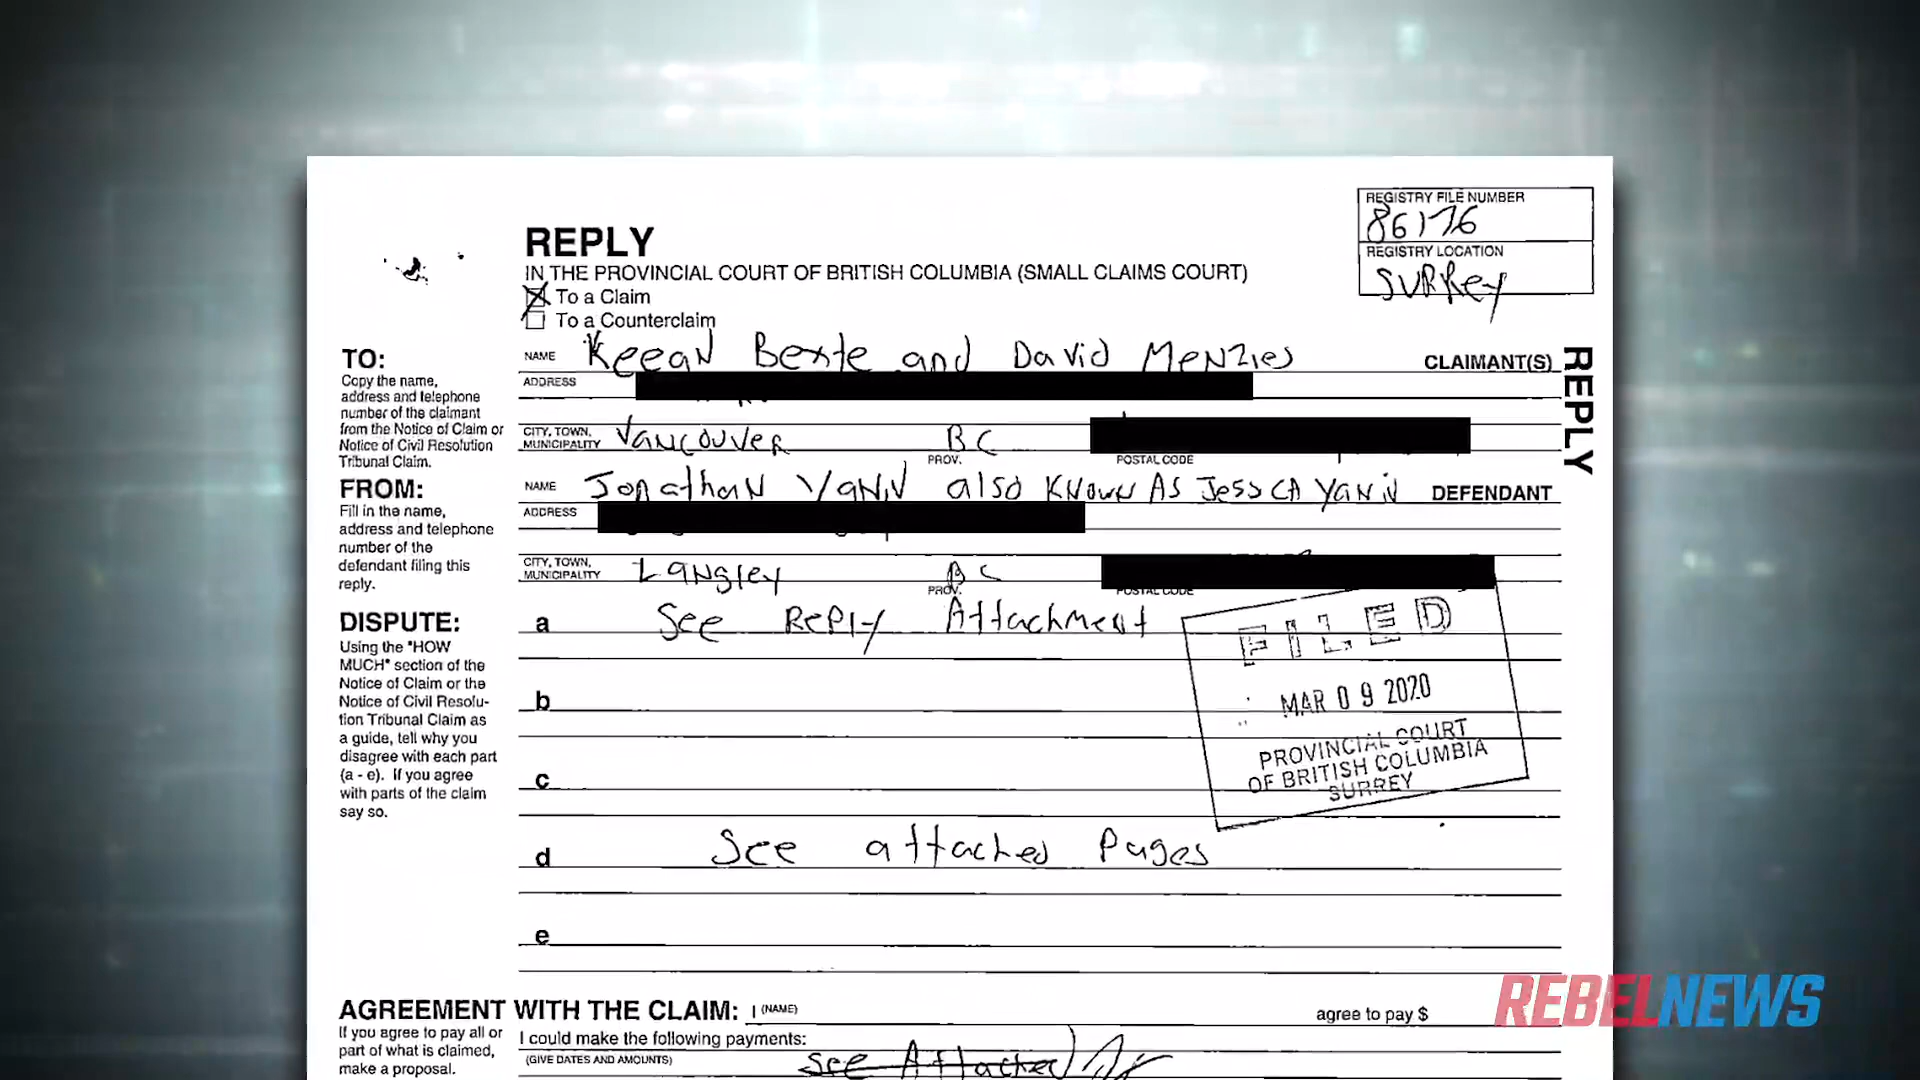 REGISTRY FILE NUMBER
86176
REGISTRY LOCATION
SURREY
REPLY
IN THE PROVINCIAL COURT OF BRITISH COLUMBIA (SMALL CLAIMS COURT)
To a Claim
To a Counterclaim
TO:
Copy the name,
address and telephone
number of the claimant
from the Notice of Claim or
Notice of Civil Resolution
Tribunal Claim.
NAME Keean Bexte and David Menzies CLAIMANT(S)
ADDRESS
CITY, TOWN,
MUNICIPALITY Vancouver BC
PROV. POSTAL CODE
REPLY
FROM:
Fill in the name,
address and telephone
number of the
defendant filing this
reply.
NAME Jonathan Yaniv also Known As Jessica Yaniv DEFENDANT
ADDRESS
CITY, TOWN,
MUNICIPALITY Langley BC
PROV. POSTAL CODE
DISPUTE:
Using the "HOW
MUCH" section of the
Notice of Claim or the
Notice of Civil Resolu-
tion Tribunal Claim as
a guide, tell why you
disagree with each part
(a - e). If you agree
with parts of the claim
say so.
a See Reply Attachment
b
c
d See attached Pages
e
FILED
MAR 09 2020
PROVINCIAL COURT
OF BRITISH COLUMBIA
SURREY
AGREEMENT WITH THE CLAIM: I (NAME) agree to pay $
If you agree to pay all or
part of what is claimed,
make a proposal.
I could make the following payments:
(GIVE DATES AND AMOUNTS) See Attached
REBELNEWS